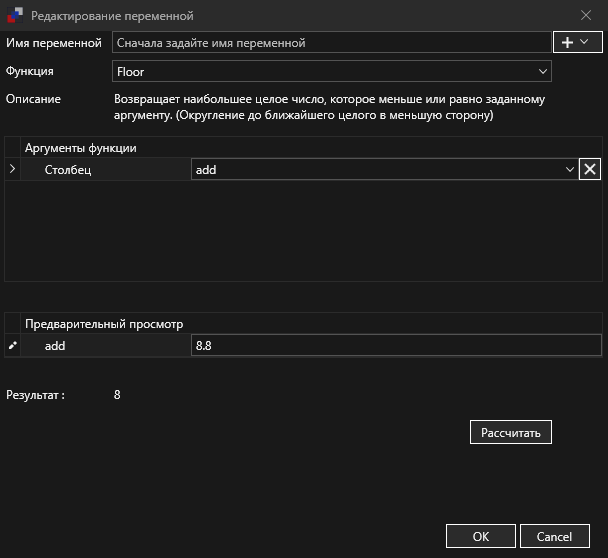 Редактирование переменной
Имя переменной Сначала задайте имя переменной
Функция Floor
Описание Возвращает наибольшее целое число, которое меньше или равно заданному
аргументу. (Округление до ближайшего целого в меньшую сторону)
Аргументы функции
Столбец add
Предварительный просмотр
add 8.8
Результат : 8
Рассчитать
OK Cancel